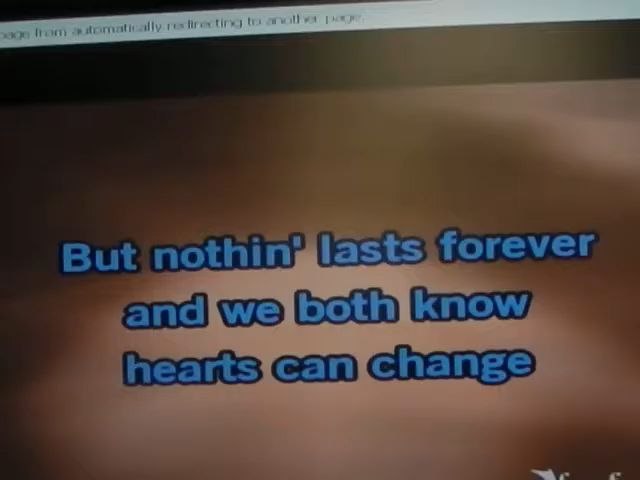 page from automatically redirecting to another page.
But nothin' lasts forever
and we both know
hearts can change